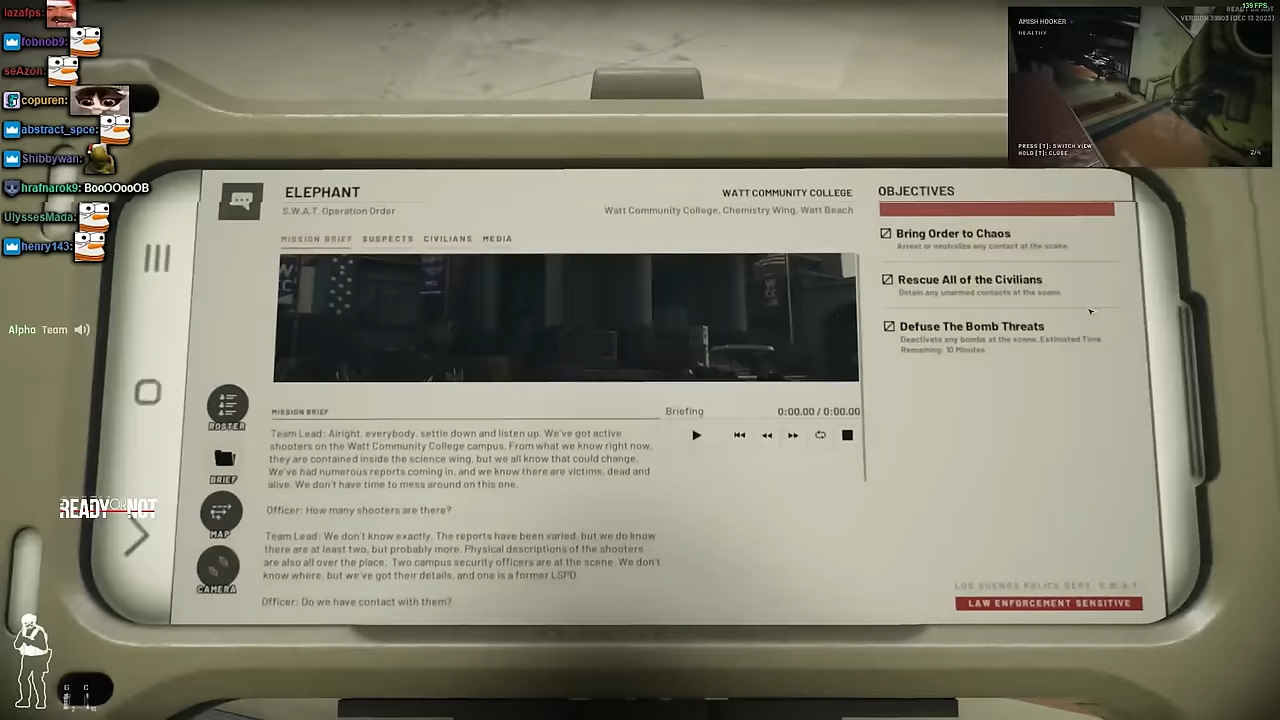 lazafps:
fobnob9:
seAzon:
copuren:
abstract_spce:
Shibbywan:
hrafnarok9: BooOOooOB
UlyssesMada:
henry143:
Alpha Team
READY OR NOT
139 FPS
READY OR NOT
VERSION 39903 (DEC 13 2023)
AMISH HOOKER
HEALTHY
PRESS [T]: SWITCH VIEW
HOLD [T]: CLOSE
2/4
ELEPHANT
S.W.A.T. Operation Order
WATT COMMUNITY COLLEGE
Watt Community College, Chemistry Wing, Watt Beach
MISSION BRIEF SUSPECTS CIVILIANS MEDIA
MISSION BRIEF
Briefing 0:00.00 / 0:00.00
Team Lead: Alright, everybody, settle down and listen up. We've got active
shooters on the Watt Community College campus. From what we know right now,
they are contained inside the science wing, but we all know that could change.
We've had numerous reports coming in, and we know there are victims, dead and
alive. We don't have time to mess around on this one.
Officer: How many shooters are there?
Team Lead: We don't know exactly. The reports have been varied, but we do know
there are at least two, but probably more. Physical descriptions of the shooters
are also all over the place. Two campus security officers are at the scene. We don't
know where, but we've got their details, and one is a former LSPD.
Officer: Do we have contact with them?
ROSTER
BRIEF
MAP
CAMERA
OBJECTIVES
Bring Order to Chaos
Arrest or neutralize any contact at the scene.
Rescue All of the Civilians
Detain any unarmed contacts at the scene
Defuse The Bomb Threats
Deactivate any bombs at the scene. Estimated Time
Remaining: 10 Minutes
LOS SUENOS POLICE DEPT. S.W.A.T
LAW ENFORCEMENT SENSITIVE